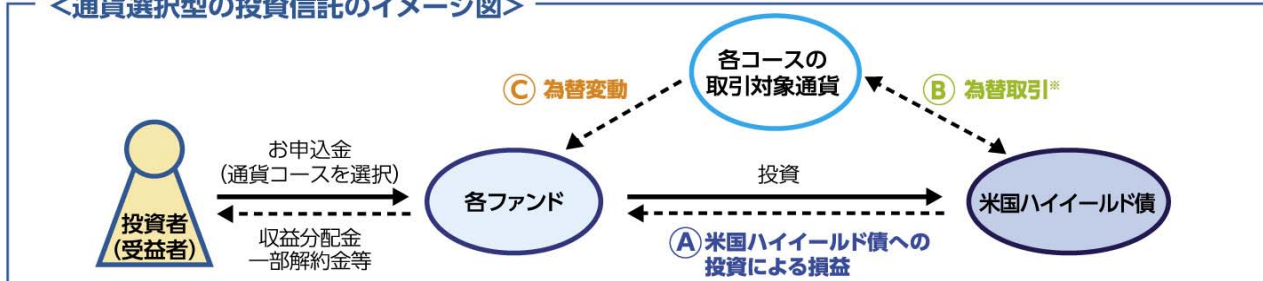 <通貨選択型の投資信託のイメージ図>
各コースの
取引対象通貨
Ⓒ 為替変動
Ⓑ 為替取引※
お申込金
(通貨コースを選択)
投資者
(受益者)
収益分配金
一部解約金等
各ファンド
投資
米国ハイイールド債
Ⓐ米国ハイイールド債への
投資による損益